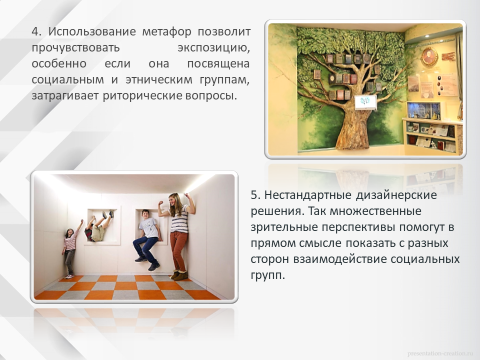 4. Использование метафор позволит
прочувствовать экспозицию,
особенно если она посвящена
социальным и этническим группам,
затрагивает риторические вопросы.
5. Нестандартные дизайнерские
решения. Так множественные
зрительные перспективы помогут в
прямом смысле показать с разных
сторон взаимодействие социальных
групп.